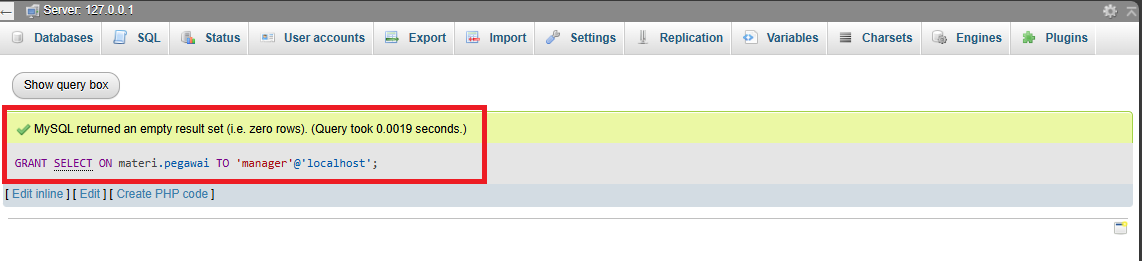 Server: 127.0.0.1
Databases SQL Status User accounts Export Import Settings Replication Variables Charsets Engines Plugins
Show query box
MySQL returned an empty result set (i.e. zero rows). (Query took 0.0019 seconds.)
GRANT SELECT ON materi.pegawai TO 'manager'@'localhost';
[ Edit inline ] [ Edit ] [ Create PHP code ]